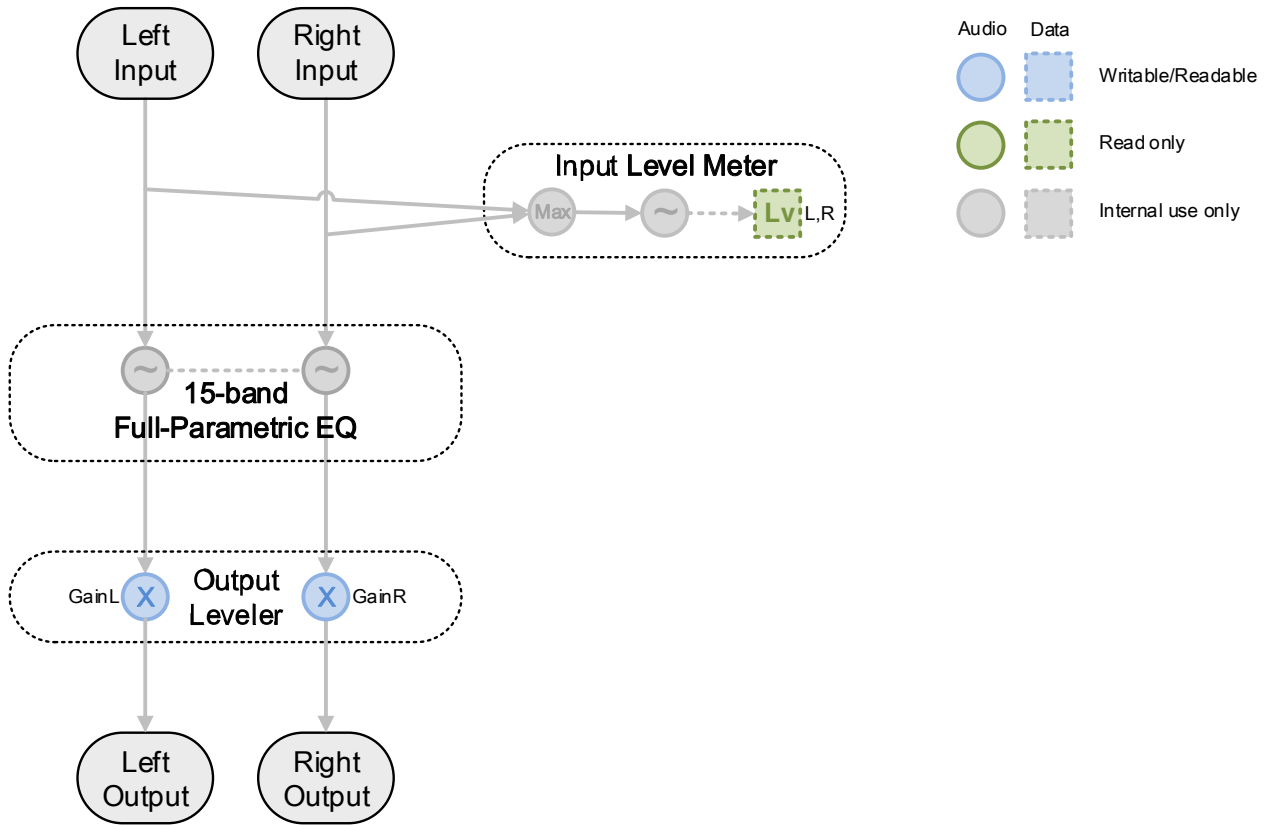 Left
Input
Right
Input
Audio
Data
Writable/Readable
Read only
Internal use only
Input Level Meter
Max
~
Lv
L,R
~
~
15-band
Full-Parametric EQ
GainL
X
Output
Leveler
X
GainR
Left
Output
Right
Output